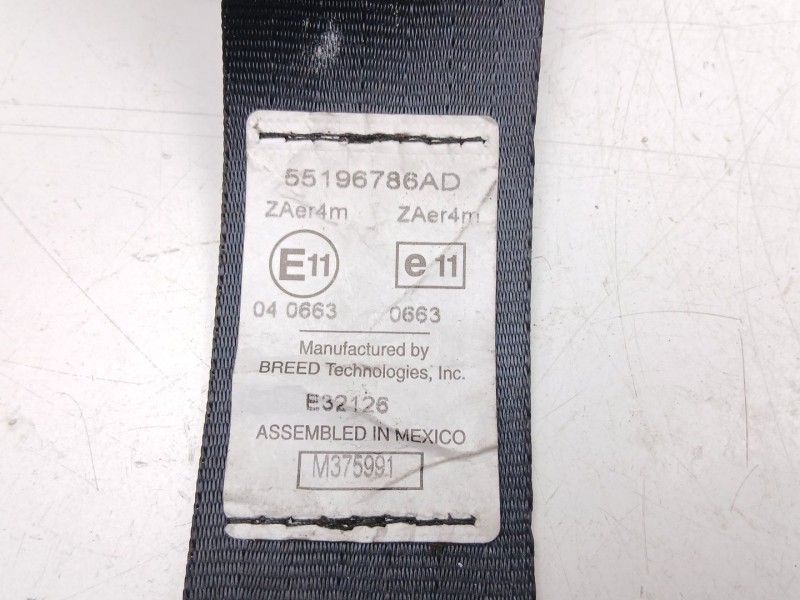 55196786AD
ZAer4m ZAer4m
E11 e11
04 0663 0663
Manufactured by
BREED Technologies, Inc.
E32126
ASSEMBLED IN MEXICO
M375991